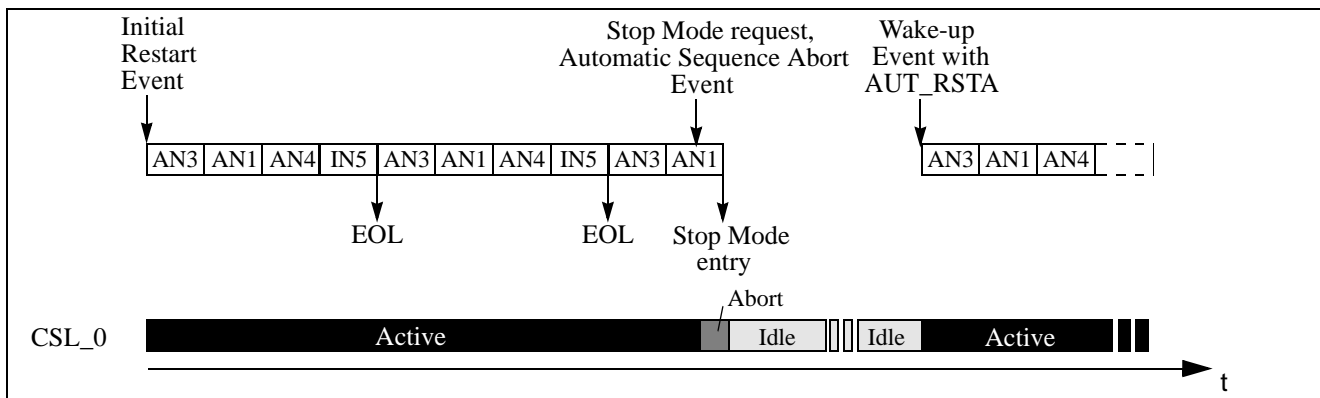 Initial
Restart
Event
Stop Mode request,
Automatic Sequence Abort
Event
Wake-up
Event with
AUT_RSTA
AN3 AN1 AN4 IN5 AN3 AN1 AN4 IN5 AN3 AN1
AN3 AN1 AN4
EOL
EOL
Stop Mode
entry
Abort
CSL_0
Active
Idle
Idle
Active
t